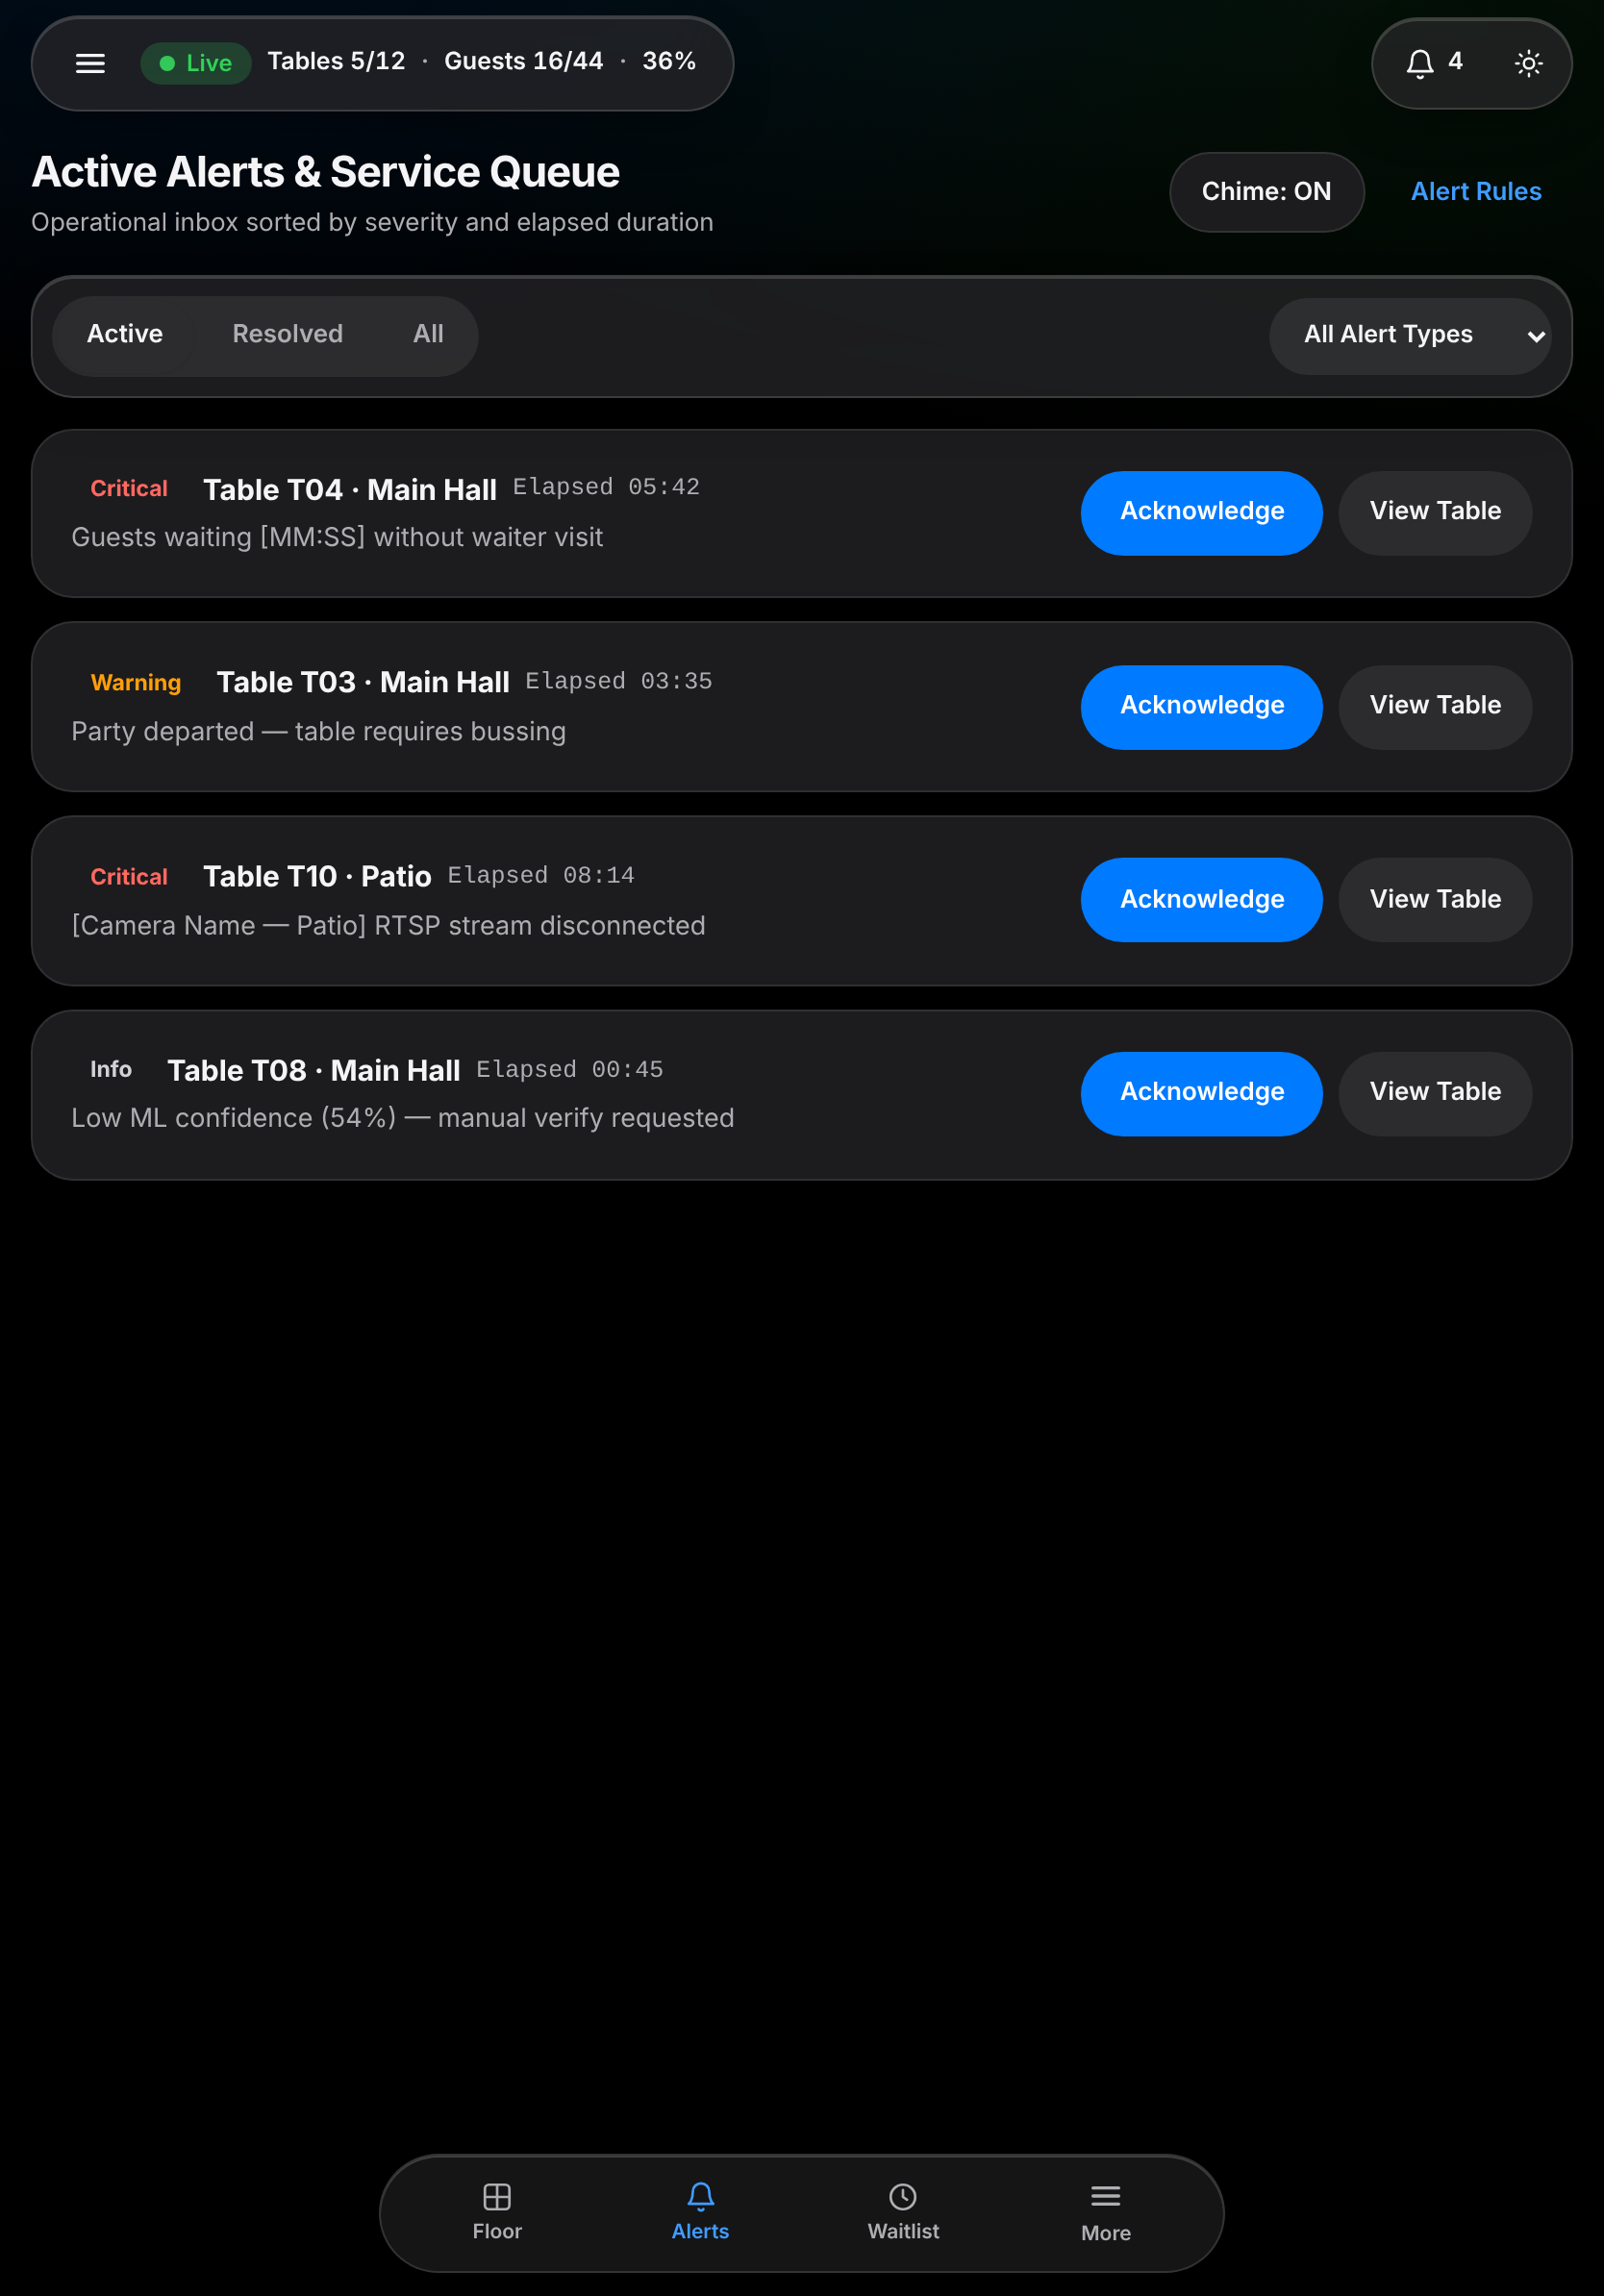 Live Tables 5/12 · Guests 16/44 · 36%
4
Active Alerts & Service Queue
Operational inbox sorted by severity and elapsed duration
Chime: ON
Alert Rules
Active Resolved All
All Alert Types
Critical Table T04 · Main Hall Elapsed 05:42
Guests waiting [MM:SS] without waiter visit
Acknowledge View Table
Warning Table T03 · Main Hall Elapsed 03:35
Party departed — table requires bussing
Acknowledge View Table
Critical Table T10 · Patio Elapsed 08:14
[Camera Name — Patio] RTSP stream disconnected
Acknowledge View Table
Info Table T08 · Main Hall Elapsed 00:45
Low ML confidence (54%) — manual verify requested
Acknowledge View Table
Floor Alerts Waitlist More